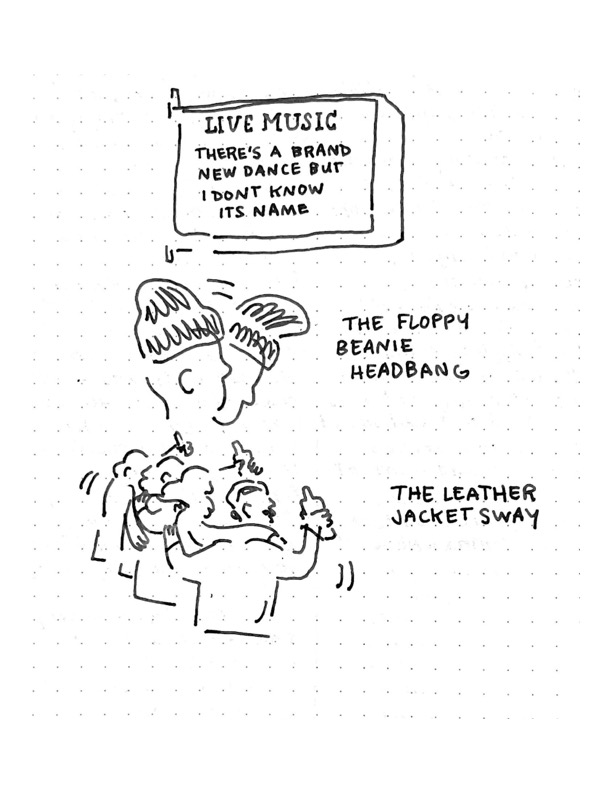 LIVE MUSIC
THERE'S A BRAND
NEW DANCE BUT
I DONT KNOW
ITS NAME
THE FLOPPY
BEANIE
HEADBANG
THE LEATHER
JACKET SWAY